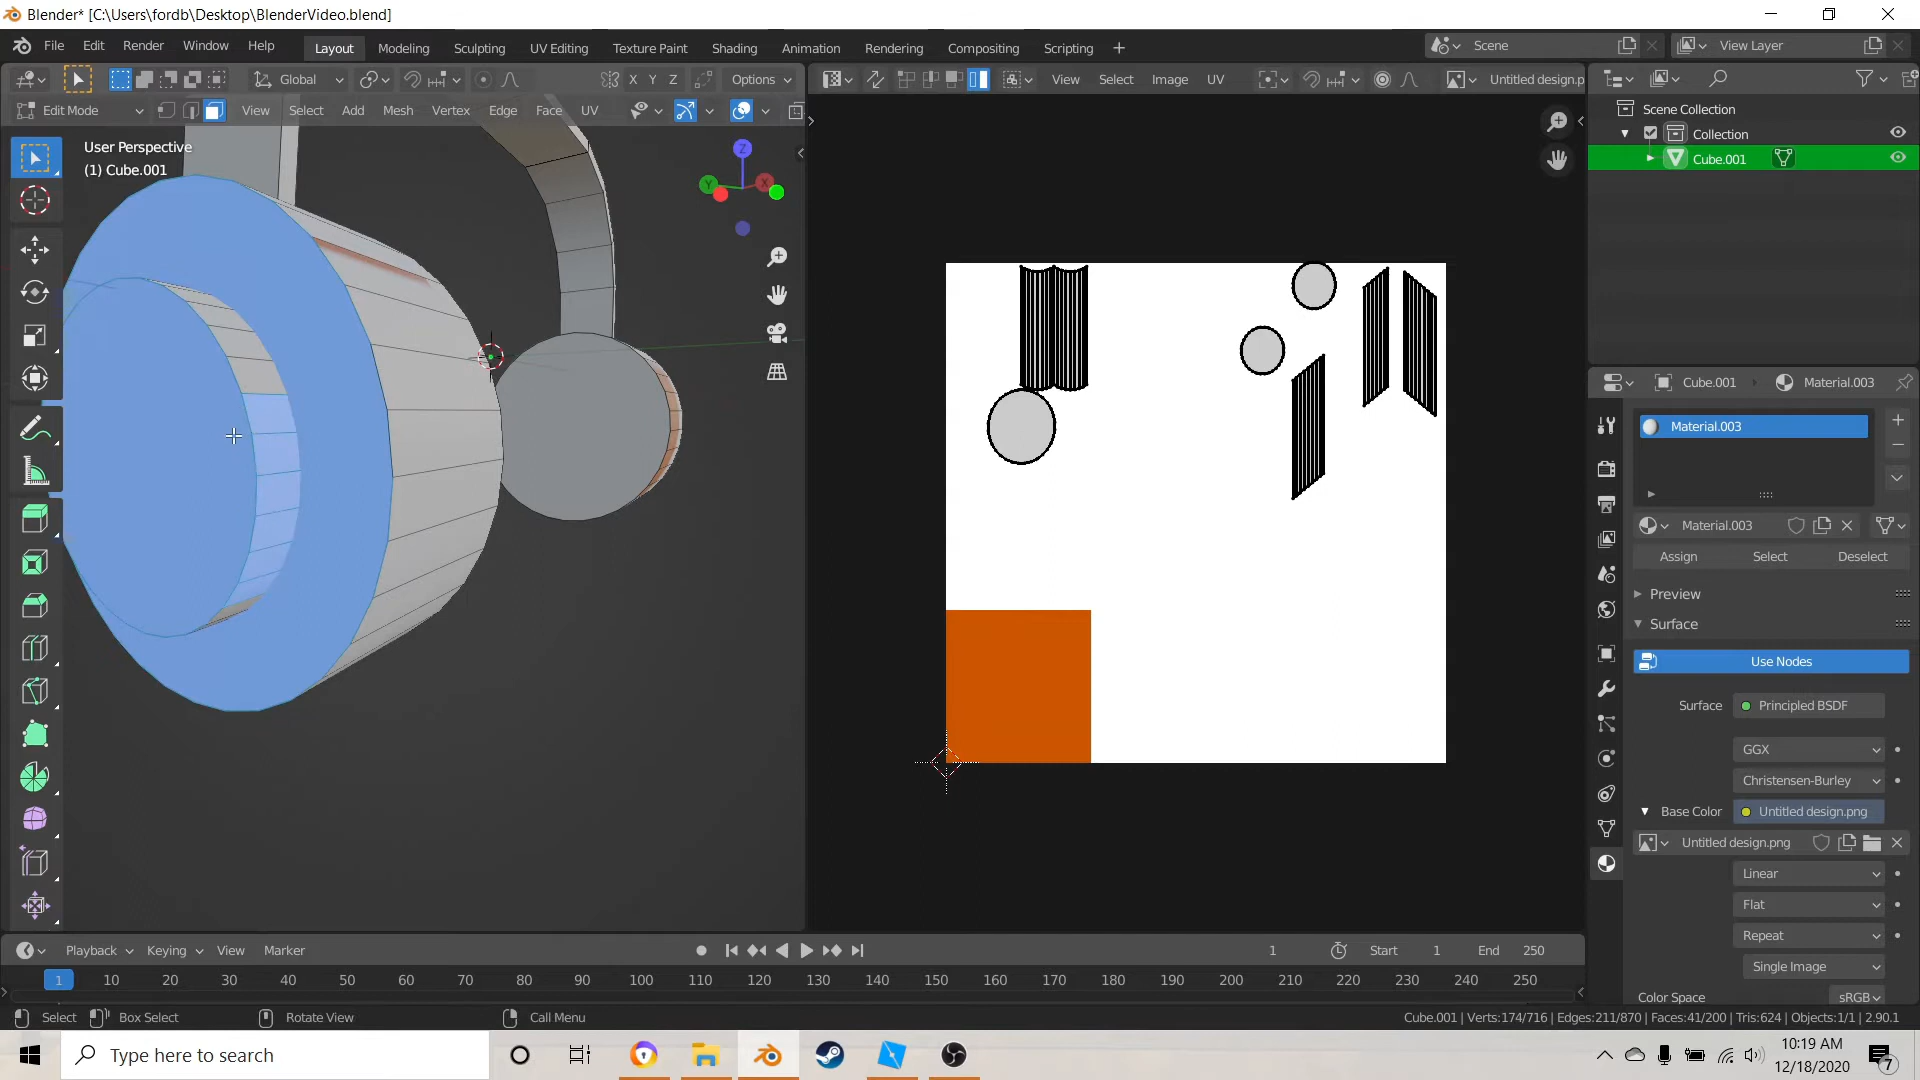 Blender* [C:\Users\fordb\Desktop\BlenderVideo.blend]
File Edit Render Window Help Layout Modeling Sculpting UV Editing Texture Paint Shading Animation Rendering Compositing Scripting + Scene View Layer
Global X Y Z Options View Select Image UV Untitled design.p
Edit Mode View Select Add Mesh Vertex Edge Face UV
User Perspective
(1) Cube.001
Z
Y X
Scene Collection
Collection
Cube.001
Cube.001 > Material.003
Material.003
Material.003
Assign Select Deselect
Preview
Surface
Use Nodes
Surface Principled BSDF
GGX
Christensen-Burley
Base Color Untitled design.png
Untitled design.png
Linear
Flat
Repeat
Single Image
Color Space sRGB
Playback Keying View Marker 1 Start 1 End 250
1 10 20 30 40 50 60 70 80 90 100 110 120 130 140 150 160 170 180 190 200 210 220 230 240 250
Select Box Select Rotate View Call Menu Cube.001 | Verts:174/716 | Edges:211/870 | Faces:41/200 | Tris:624 | Objects:1/1 | 2.90.1
Type here to search
10:19 AM
12/18/2020
7